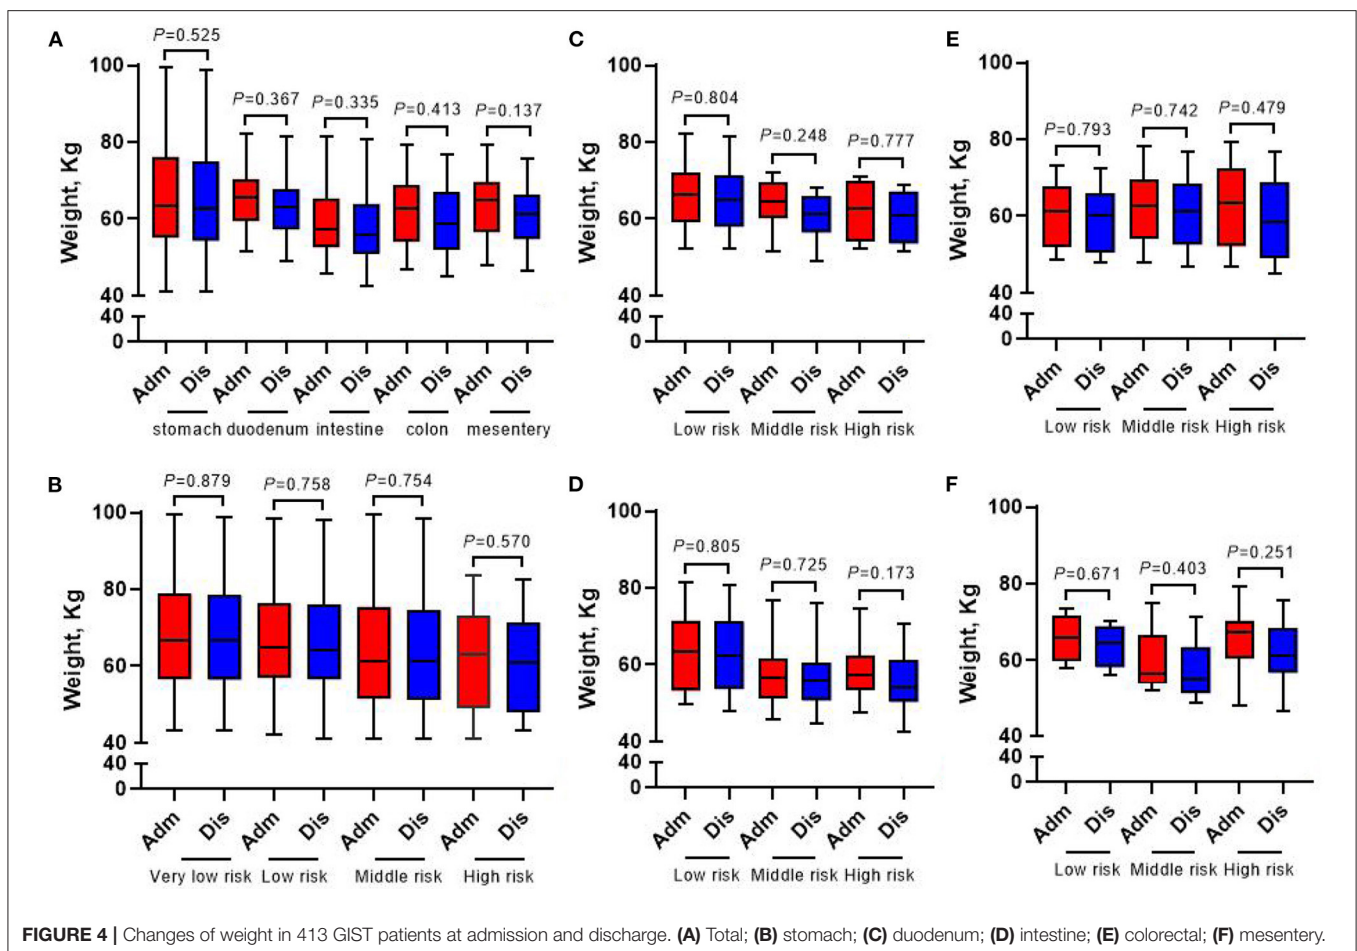 A
P=0.525
P=0.367
P=0.335
P=0.413
P=0.137
Weight, Kg
100
80
60
40
40
0
Adm Dis Adm Dis Adm Dis Adm Dis Adm Dis
stomach duodenum intestine colon mesentery
C
P=0.804
P=0.248
P=0.777
Weight, Kg
100
80
60
40
40
0
Adm Dis Adm Dis Adm Dis
Low risk Middle risk High risk
E
P=0.793
P=0.742
P=0.479
Weight, Kg
100
80
60
40
40
0
Adm Dis Adm Dis Adm Dis
Low risk Middle risk High risk
B
P=0.879
P=0.758
P=0.754
P=0.570
Weight, Kg
100
80
60
40
40
0
Adm Dis Adm Dis Adm Dis Adm Dis
Very low risk Low risk Middle risk High risk
D
P=0.805
P=0.725
P=0.173
Weight, Kg
100
80
60
40
40
0
Adm Dis Adm Dis Adm Dis
Low risk Middle risk High risk
F
P=0.671
P=0.403
P=0.251
Weight, Kg
100
80
60
40
40
0
Adm Dis Adm Dis Adm Dis
Low risk Middle risk High risk
FIGURE 4 | Changes of weight in 413 GIST patients at admission and discharge. (A) Total; (B) stomach; (C) duodenum; (D) intestine; (E) colorectal; (F) mesentery.